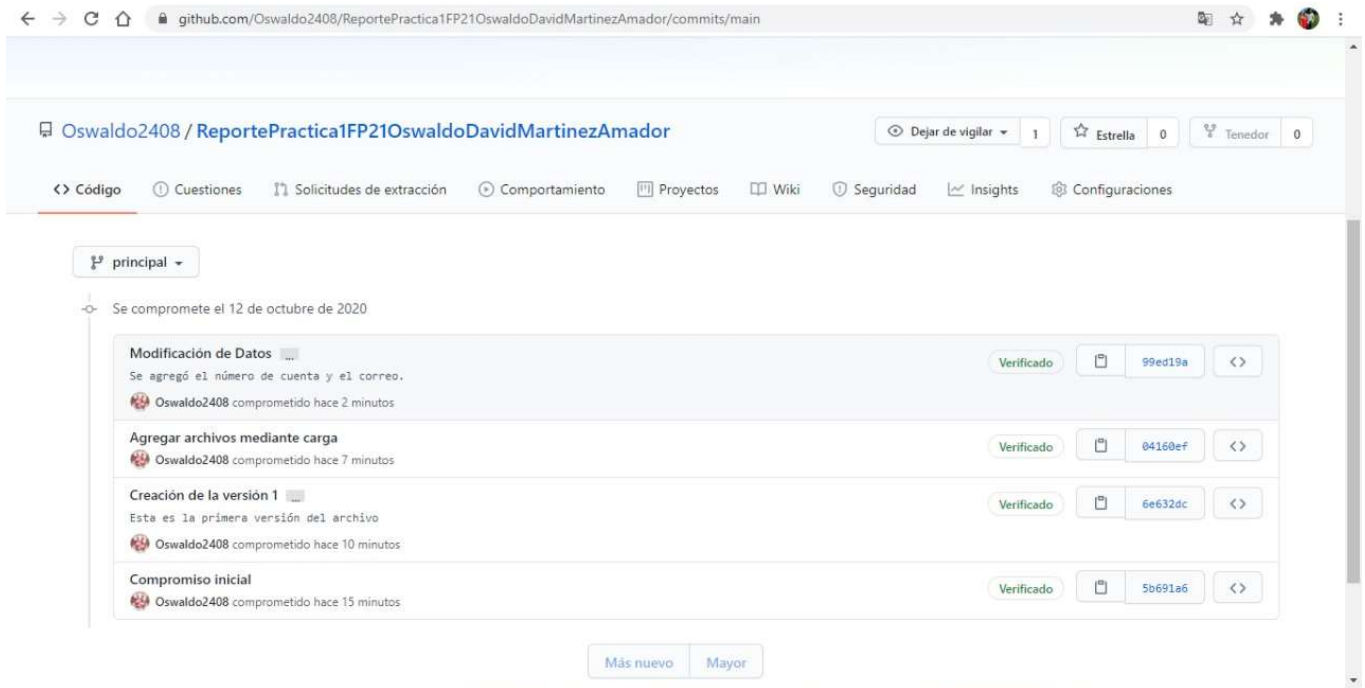 github.com/Oswaldo2408/ReportePractica1FP21OswaldoDavidMartinezAmador/commits/main
Oswaldo2408 / ReportePractica1FP21OswaldoDavidMartinezAmador
Dejar de vigilar 1 Estrella 0 Tenedor 0
<> Código Cuestiones Solicitudes de extracción Comportamiento Proyectos Wiki Seguridad Insights Configuraciones
principal
Se compromete el 12 de octubre de 2020
Modificación de Datos ...
Se agregó el número de cuenta y el correo.
Oswaldo2408 comprometido hace 2 minutos
Verificado 99ed19a <>
Agregar archivos mediante carga
Oswaldo2408 comprometido hace 7 minutos
Verificado 04160ef <>
Creación de la versión 1 ...
Esta es la primera versión del archivo
Oswaldo2408 comprometido hace 10 minutos
Verificado 6e632dc <>
Compromiso inicial
Oswaldo2408 comprometido hace 15 minutos
Verificado 5b691a6 <>
Más nuevo Mayor